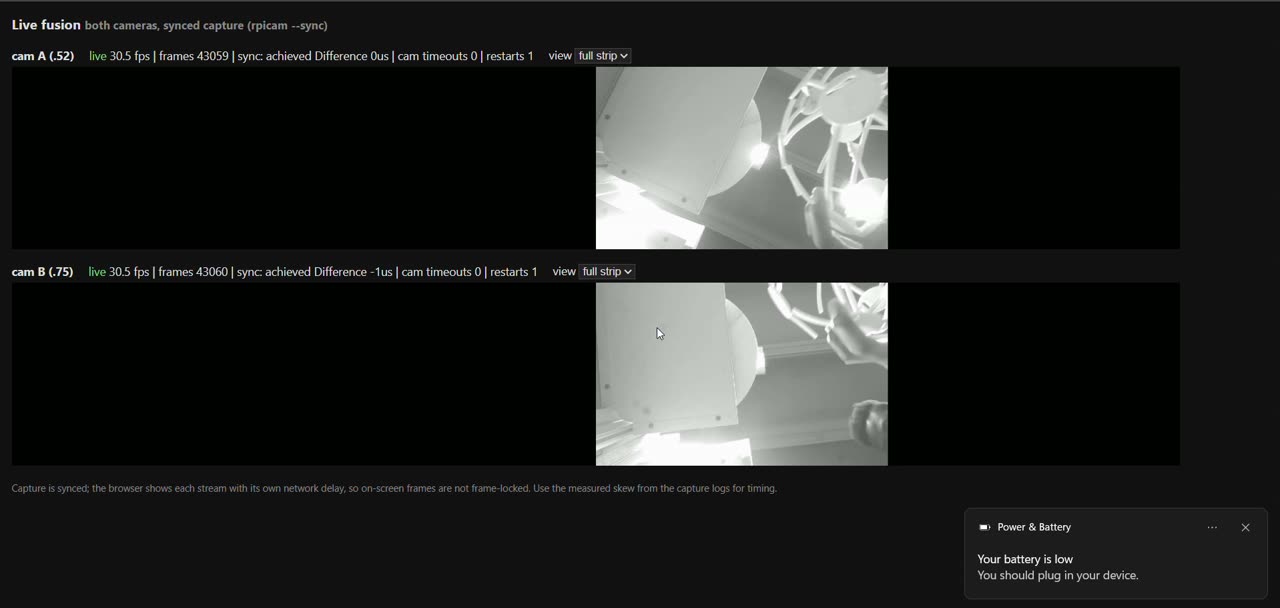 Live fusion both cameras, synced capture (rpicam --sync)
cam A (.52) live 30.5 fps | frames 43059 | sync: achieved Difference 0us | cam timeouts 0 | restarts 1 view full strip
cam B (.75) live 30.5 fps | frames 43060 | sync: achieved Difference -1us | cam timeouts 0 | restarts 1 view full strip
Capture is synced; the browser shows each stream with its own network delay, so on-screen frames are not frame-locked. Use the measured skew from the capture logs for timing.
Power & Battery
Your battery is low
You should plug in your device.